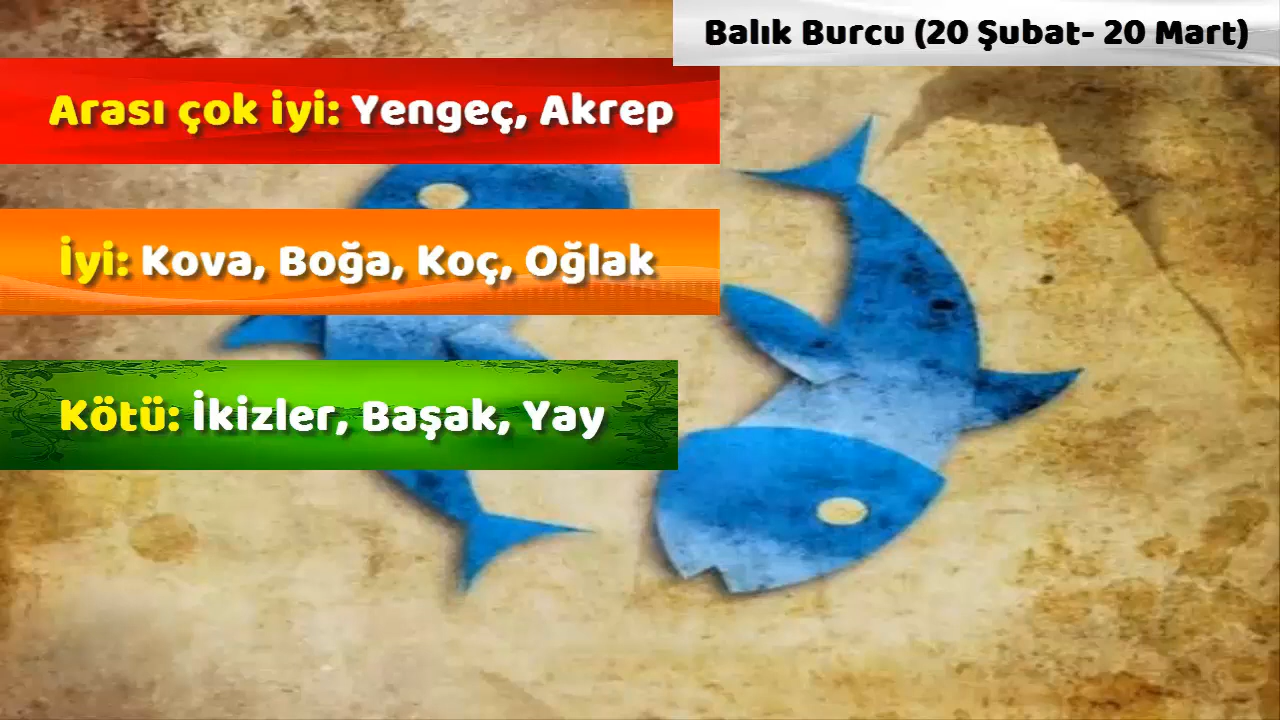 Balık Burcu (20 Şubat- 20 Mart)
Arası çok iyi: Yengeç, Akrep
İyi: Kova, Boğa, Koç, Oğlak
Kötü: İkizler, Başak, Yay